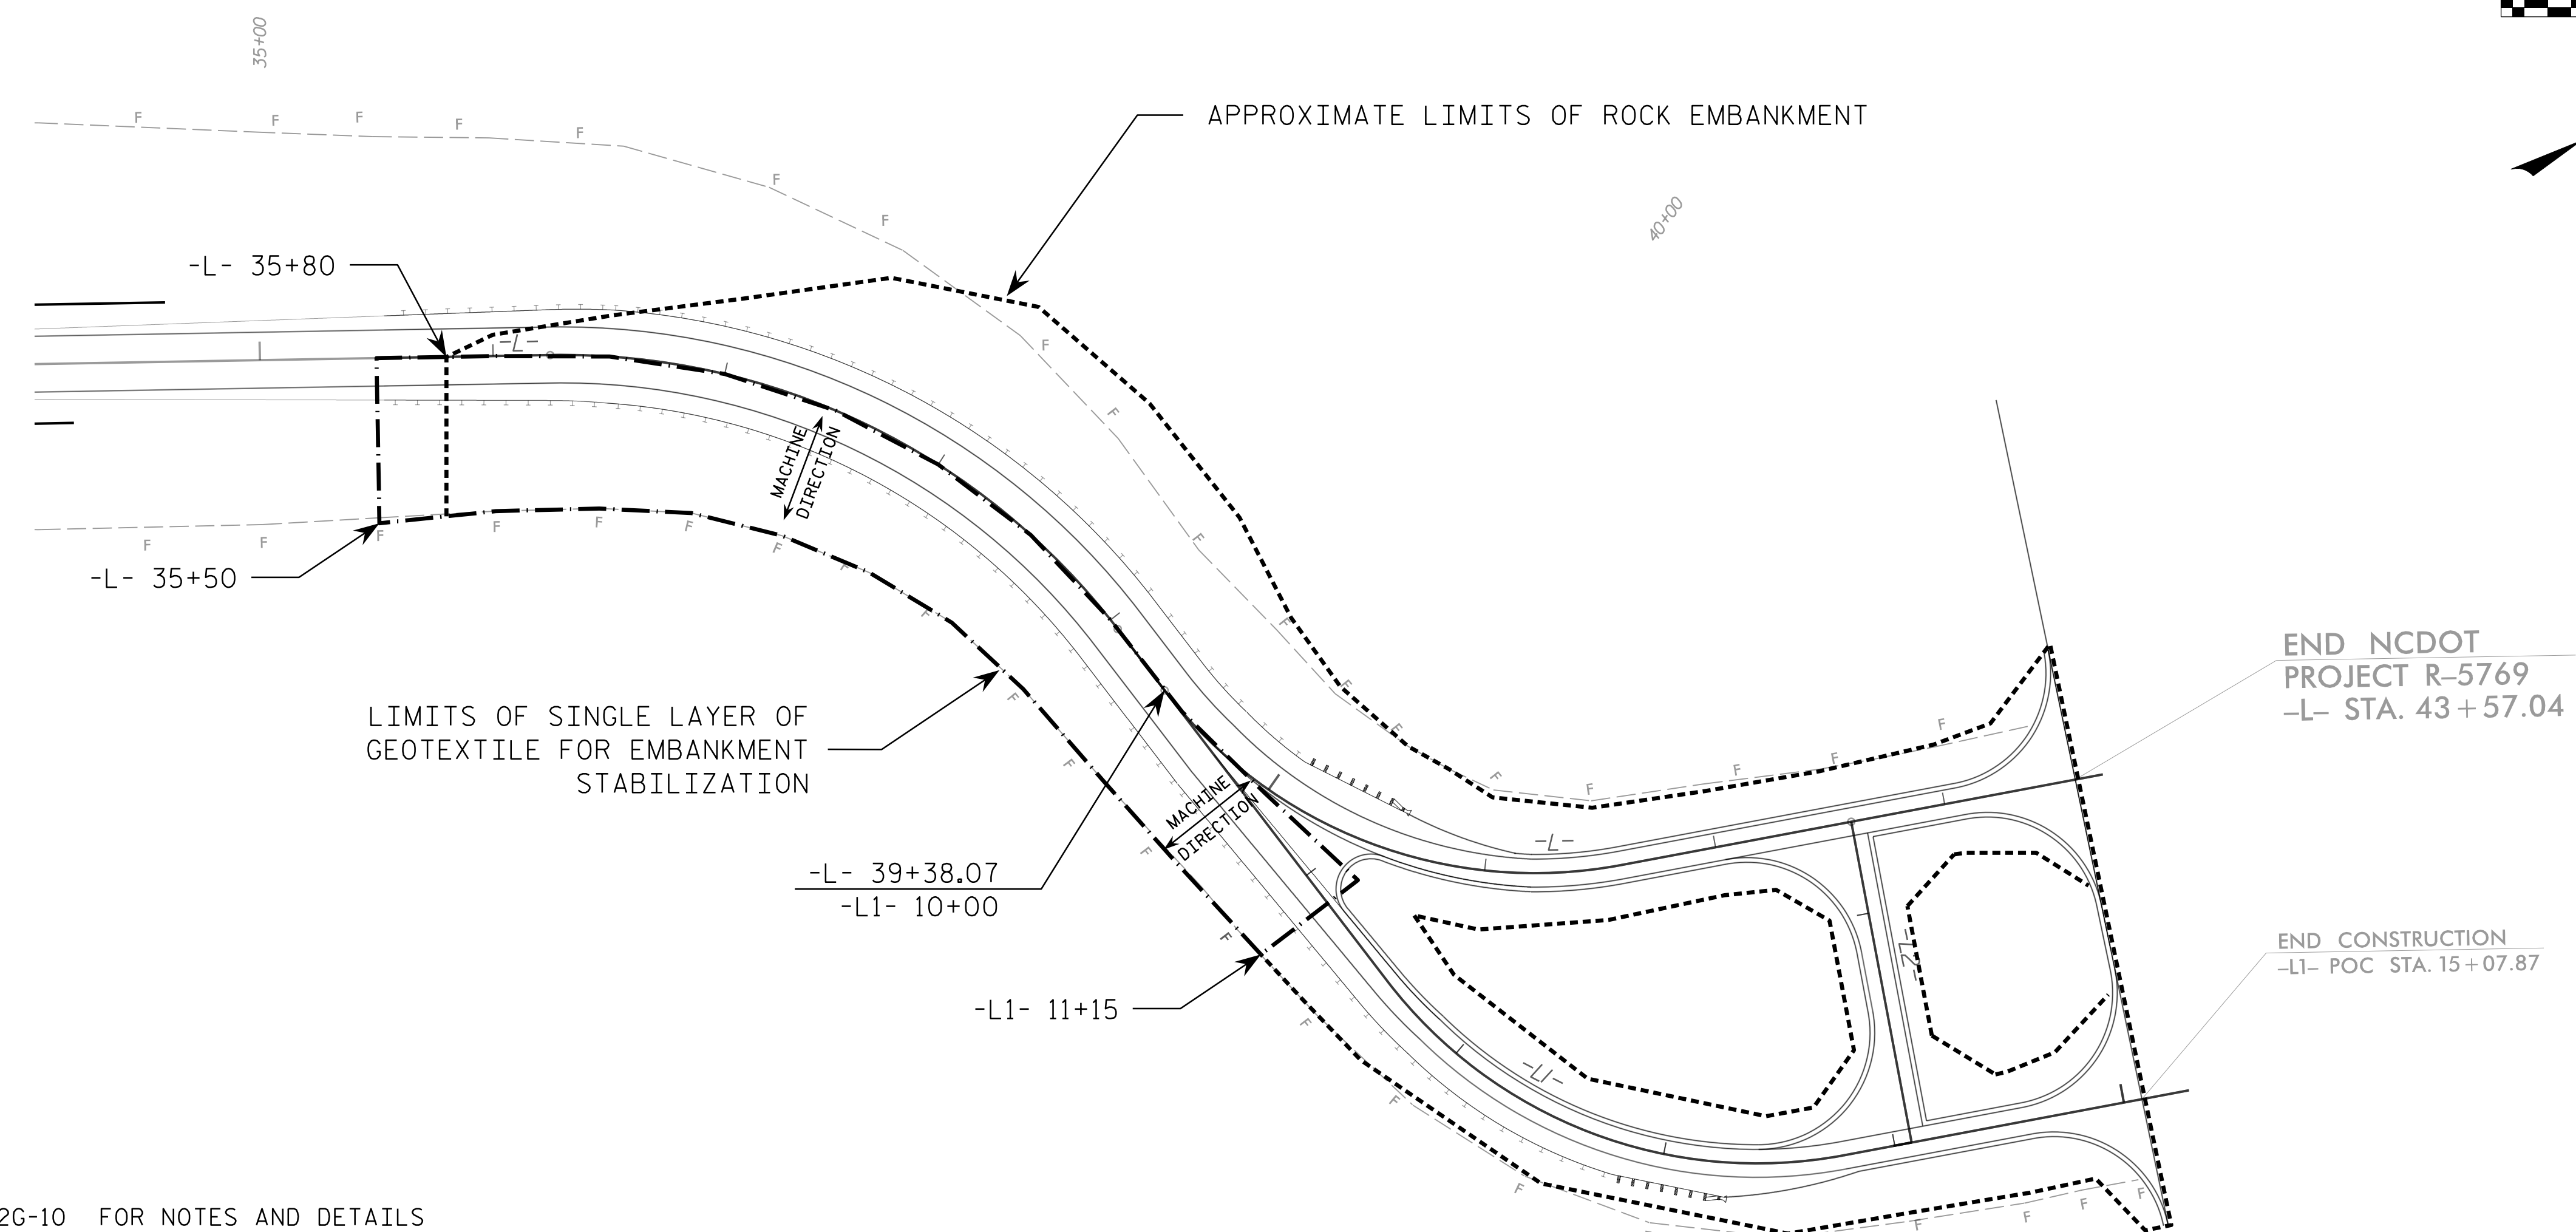 35+00
F F F F F F F
APPROXIMATE LIMITS OF ROCK EMBANKMENT
40+00
-L- 35+80
-L-
MACHINE
DIRECTION
-L- 35+50
LIMITS OF SINGLE LAYER OF
GEOTEXTILE FOR EMBANKMENT
STABILIZATION
END NCDOT
PROJECT R-5769
-L- STA. 43+57.04
MACHINE
DIRECTION
-L-
-L- 39+38.07
-L1- 10+00
-L1- 11+15
END CONSTRUCTION
-L1- POC STA. 15+07.87
-L1-
2G-10 FOR NOTES AND DETAILS